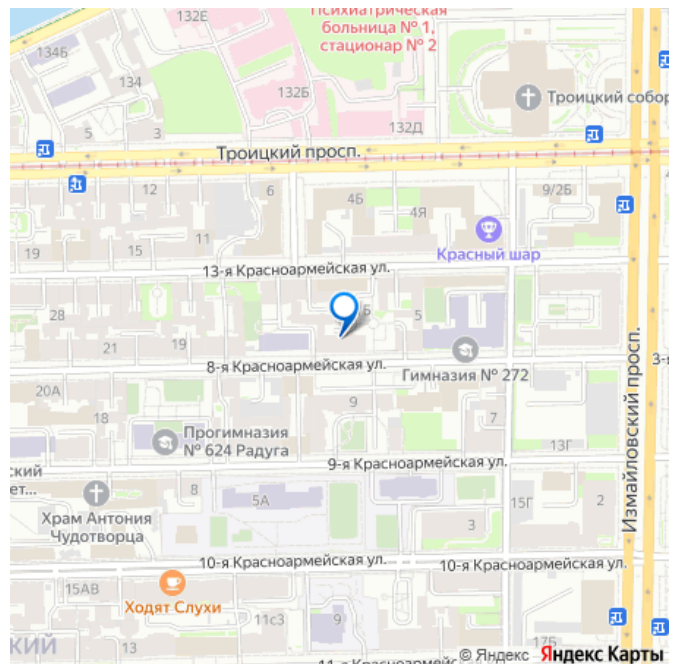 132Е
Психиатрическая
больница № 1,
стационар № 2
134Б
134
132Б
Троицкий собор
132Д
5
3
Троицкий просп.
12
6
4Б
9/2Б
4Я
11
19
15
Красный шар
13-я Красноармейская ул.
28
5
21
19
8-я Красноармейская ул.
Гимназия № 272
Измайловский просп.
20А
9
18
7
Прогимназия
№ 624 Радуга
13Г
9-я Красноармейская ул.
8
5А
15Г
2
Храм Антония
Чудотворца
3
10-я Красноармейская ул.
10-я Красноармейская ул.
15АВ
Ходят Слухи
11с3
9
13
17Б
© Яндекс Яндекс Карты